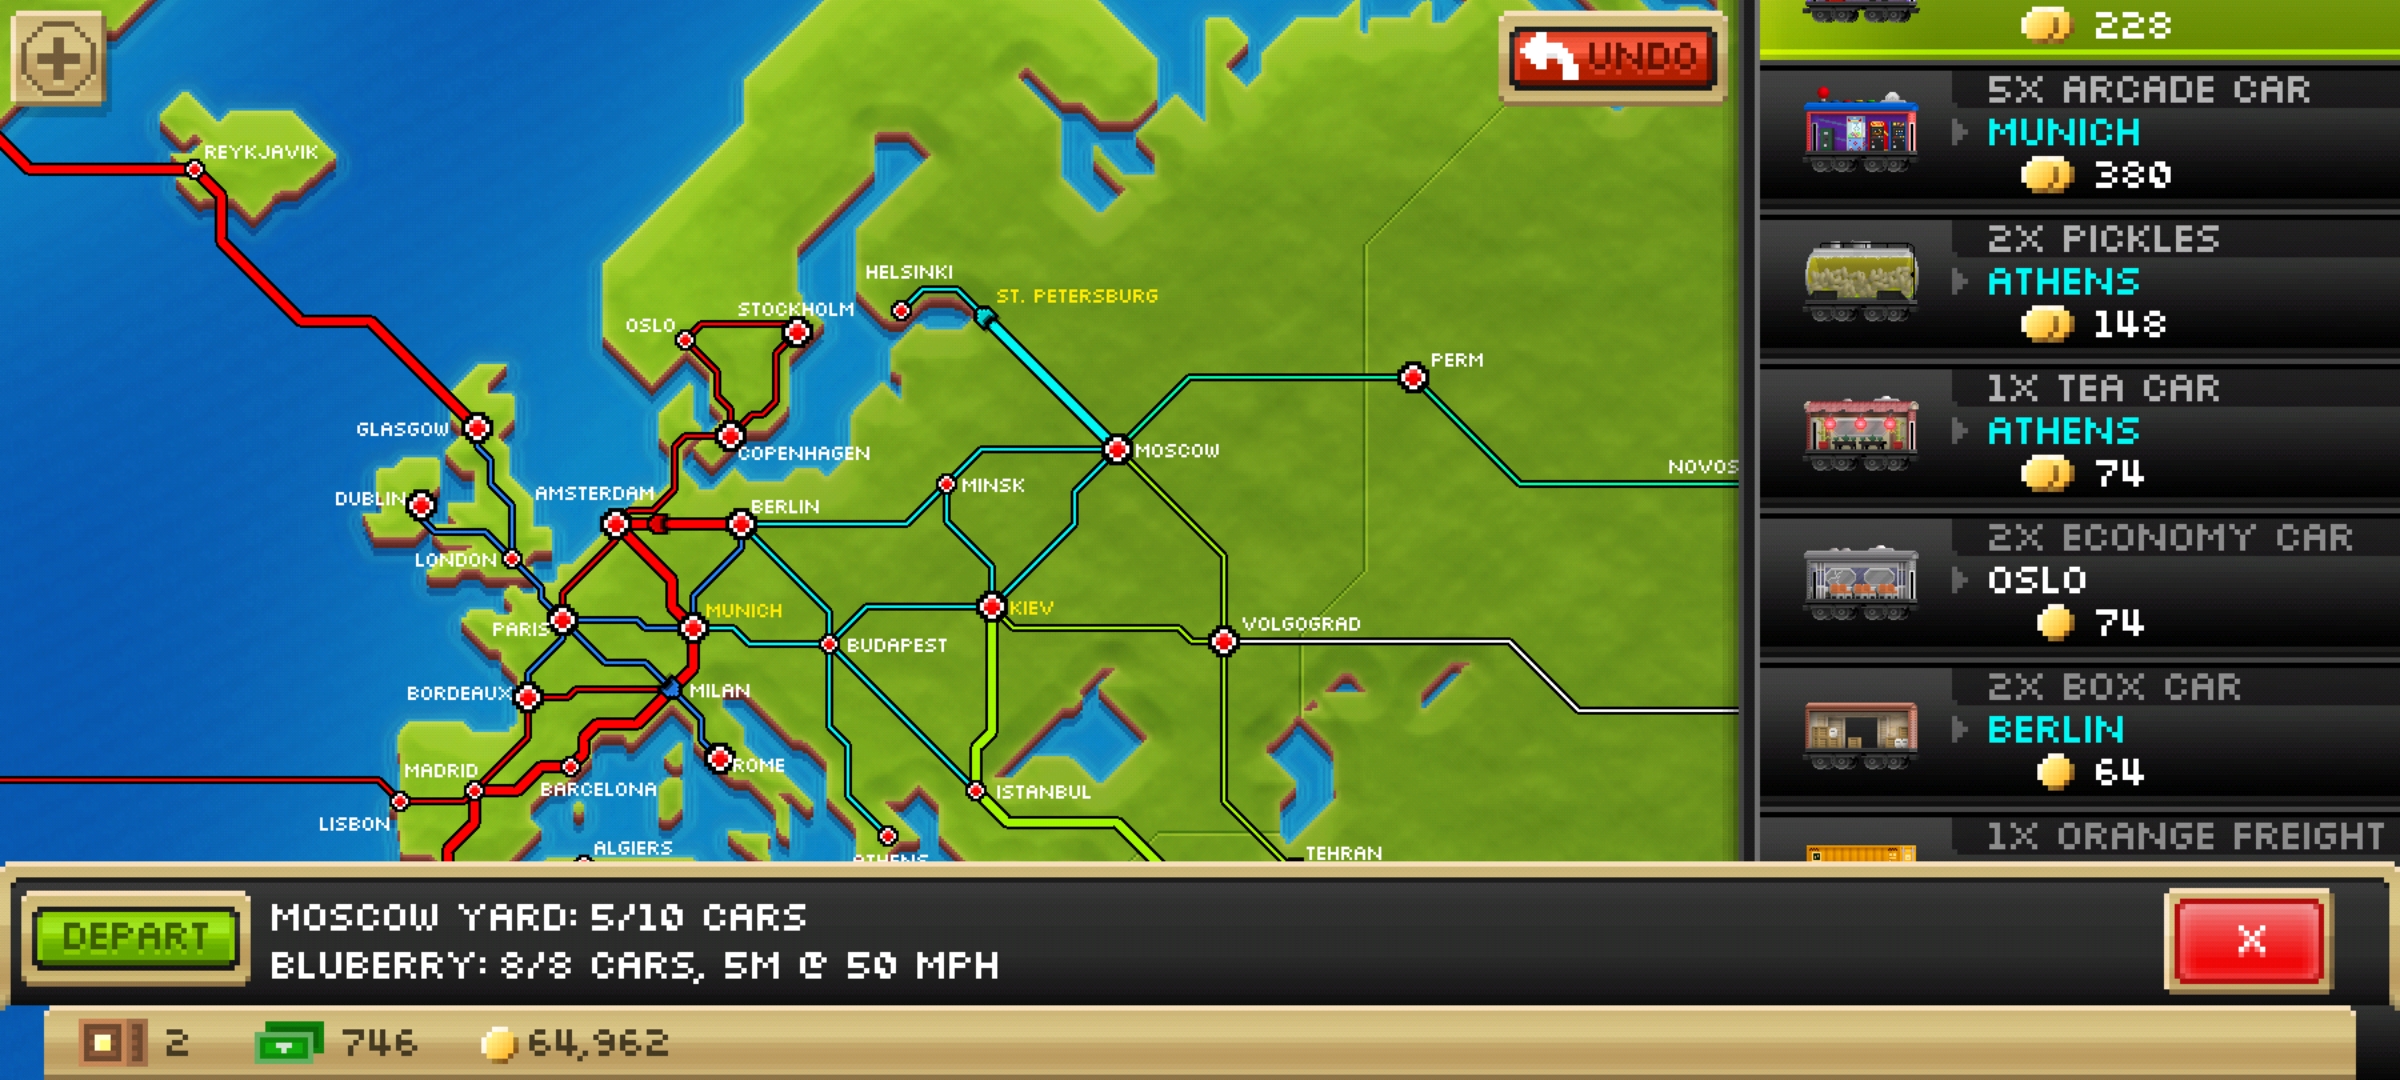 UNDO
228
5X ARCADE CAR
MUNICH
380
2X PICKLES
ATHENS
148
1X TEA CAR
ATHENS
74
2X ECONOMY CAR
OSLO
74
2X BOX CAR
BERLIN
64
1X ORANGE FREIGHT
REYKJAVIK
HELSINKI
ST. PETERSBURG
STOCKHOLM
OSLO
PERM
GLASGOW
COPENHAGEN
MOSCOW
NOVOS
MINSK
DUBLIN
AMSTERDAM
BERLIN
LONDON
MUNICH
KIEV
PARIS
BUDAPEST
VOLGOGRAD
BORDEAUX
MILAN
ROME
MADRID
BARCELONA
ISTANBUL
LISBON
ALGIERS
ATHENS
TEHRAN
DEPART
MOSCOW YARD: 5/10 CARS
BLUBERRY: 8/8 CARS, 5M @ 50 MPH
X
2
746
64,962